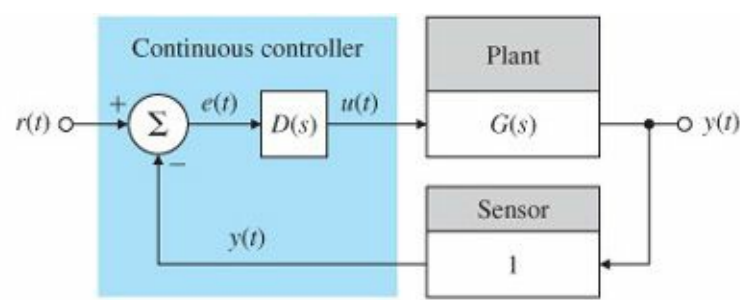 Continuous controller
Plant
r(t)
+
Σ
e(t)
D(s)
u(t)
G(s)
y(t)
−
Sensor
y(t)
1